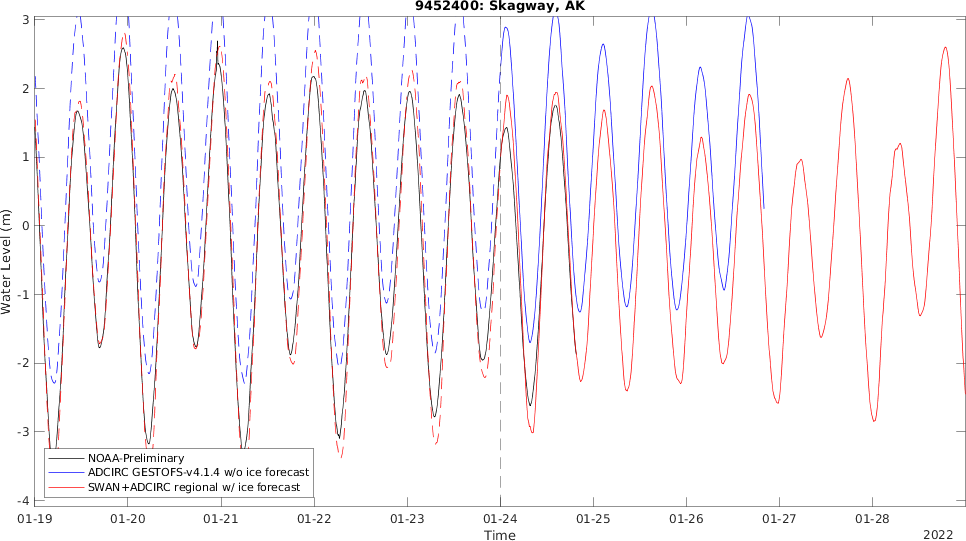 9452400: Skagway, AK
3
2
1
0
-1
-2
-3
-4
Water Level (m)
NOAA-Preliminary
ADCIRC GESTOFS-v4.1.4 w/o ice forecast
SWAN+ADCIRC regional w/ ice forecast
01-19 01-20 01-21 01-22 01-23 01-24 01-25 01-26 01-27 01-28
Time
2022